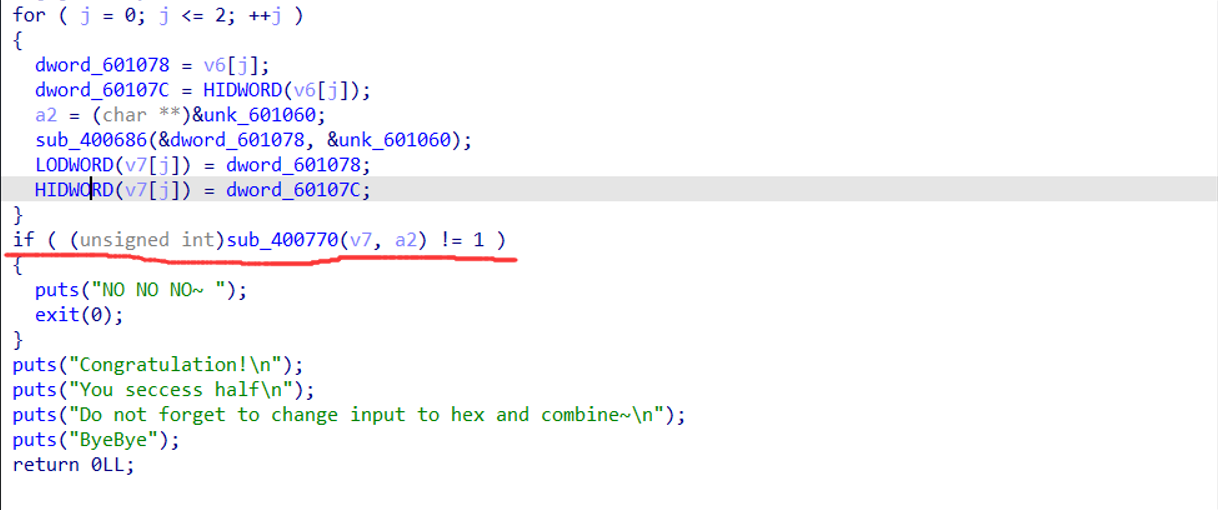 for ( j = 0; j <= 2; ++j )
{
dword_601078 = v6[j];
dword_60107C = HIDWORD(v6[j]);
a2 = (char **)&unk_601060;
sub_400686(&dword_601078, &unk_601060);
LODWORD(v7[j]) = dword_601078;
HIDWORD(v7[j]) = dword_60107C;
}
if ( (unsigned int)sub_400770(v7, a2) != 1 )
{
puts("NO NO NO~ ");
exit(0);
}
puts("Congratulation!\n");
puts("You seccess half\n");
puts("Do not forget to change input to hex and combine~\n");
puts("ByeBye");
return 0LL;